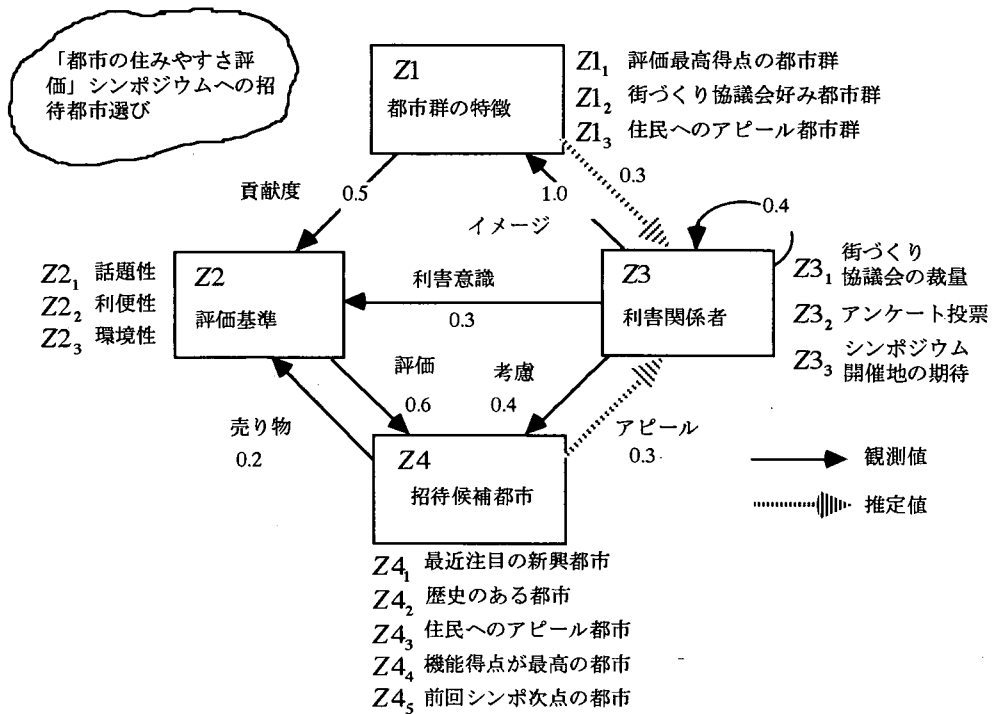 「都市の住みやすさ評
価」シンポジウムへの招
待都市選び
Z1
都市群の特徴
Z1₁ 評価最高得点の都市群
Z1₂ 街づくり協議会好み都市群
Z1₃ 住民へのアピール都市群
貢献度 0.5
1.0
イメージ
0.3
0.4
Z2₁ 話題性
Z2₂ 利便性
Z2₃ 環境性
Z2
評価基準
利害意識
0.3
Z3
利害関係者
Z3₁ 街づくり
協議会の裁量
Z3₂ アンケート投票
Z3₃ シンポジウム
開催地の期待
評価
0.6
考慮
0.4
売り物
0.2
アピール
0.3
Z4
招待候補都市
観測値
推定値
Z4₁ 最近注目の新興都市
Z4₂ 歴史のある都市
Z4₃ 住民へのアピール都市
Z4₄ 機能得点が最高の都市
Z4₅ 前回シンポ次点の都市